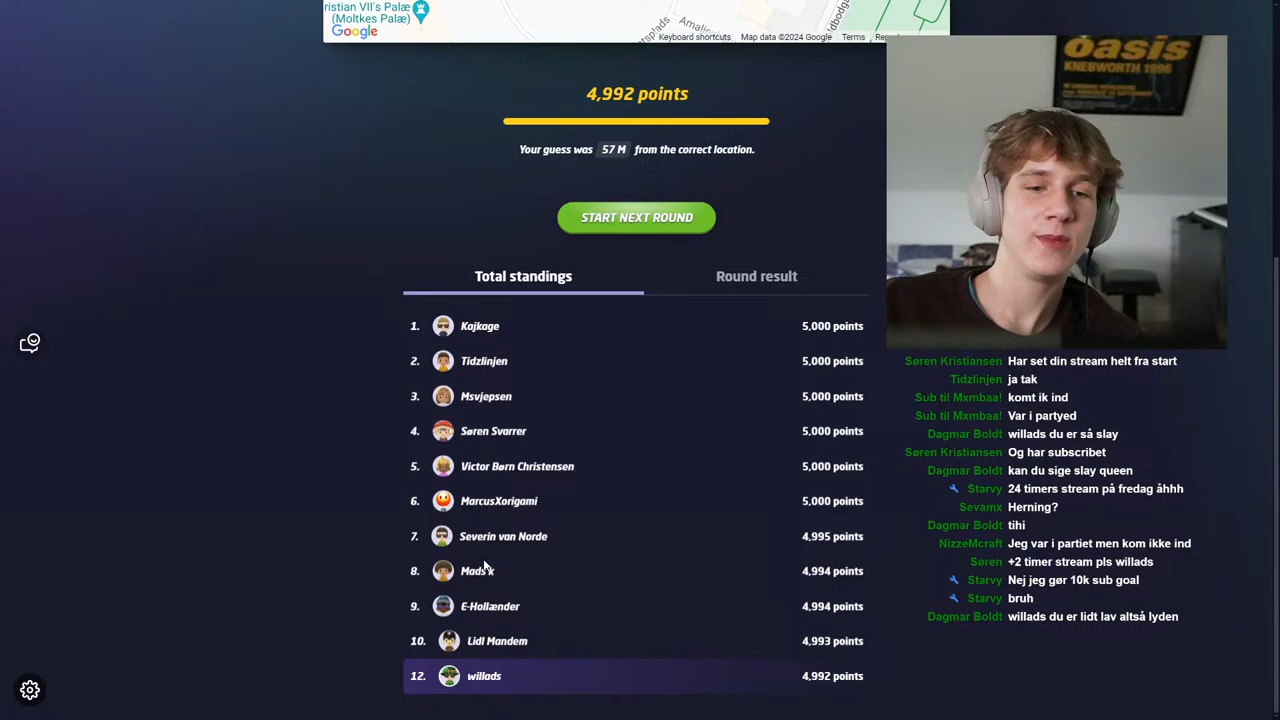 ristian VII's Palæ
(Moltkes Palæ)
Google
Keyboard shortcuts
Map data ©2024 Google
Terms
oasis
KNEBWORTH 1996
4,992 points
Your guess was 57 M from the correct location.
START NEXT ROUND
Total standings
Round result
1. Kajkage 5,000 points
2. Tidzlinjen 5,000 points
3. Msvjepsen 5,000 points
4. Søren Svarrer 5,000 points
5. Victor Børn Christensen 5,000 points
6. MarcusXorigami 5,000 points
7. Severin van Norde 4,995 points
8. Mads k 4,994 points
9. E-Hollænder 4,994 points
10. Lidl Mandem 4,993 points
12. willads 4,992 points
Søren Kristiansen Har set din stream helt fra start
Tidzlinjen ja tak
Sub til Mxmbaa! komt ik ind
Sub til Mxmbaa! Var i partyed
Dagmar Boldt willads du er så slay
Søren Kristiansen Og har subscribet
Dagmar Boldt kan du sige slay queen
Starvy 24 timers stream på fredag åhhh
Sevamx Herning?
Dagmar Boldt tihi
NizzeMcraft Jeg var i partiet men kom ikke ind
Søren +2 timer stream pls willads
Starvy Nej jeg gør 10k sub goal
Starvy bruh
Dagmar Boldt willads du er lidt lav altså lyden